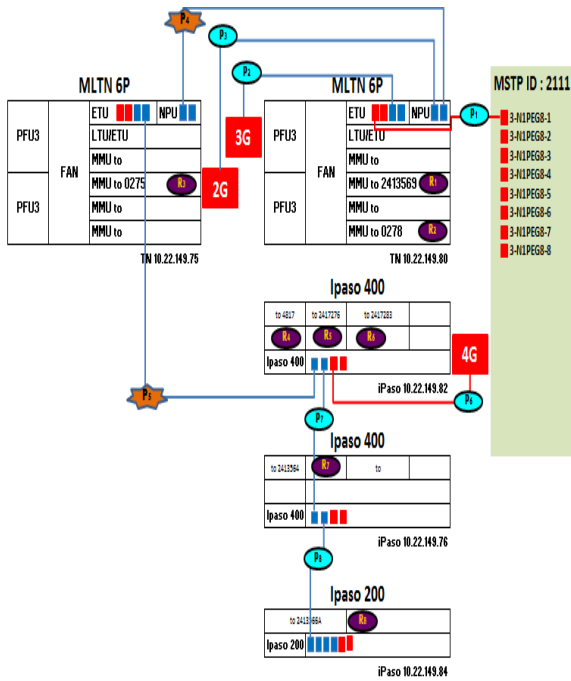 P4
P3
P2
MLTN 6P
MLTN 6P
MSTP ID : 2111
ETU NPU
ETU NPU
P1
3-N1PEG8-1
3-N1PEG8-2
3-N1PEG8-3
3-N1PEG8-4
3-N1PEG8-5
3-N1PEG8-6
3-N1PEG8-7
3-N1PEG8-8
PFU3
FAN
PFU3
LTU/ETU
MMU to
MMU to 0275 R3
MMU to
MMU to
TN 10.22.149.75
3G
2G
PFU3
FAN
PFU3
LTU/ETU
MMU to
MMU to 2413569 R1
MMU to
MMU to 0278 R2
TN 10.22.149.80
Ipaso 400
to 4817 to 2417276 to 2417283
R4 R5 R6
Ipaso 400
iPaso 10.22.149.82
4G
P6
P5
P7
Ipaso 400
to 2413964 R7 to
Ipaso 400
iPaso 10.22.149.76
P8
Ipaso 200
to 2413966A R8
Ipaso 200
iPaso 10.22.149.84